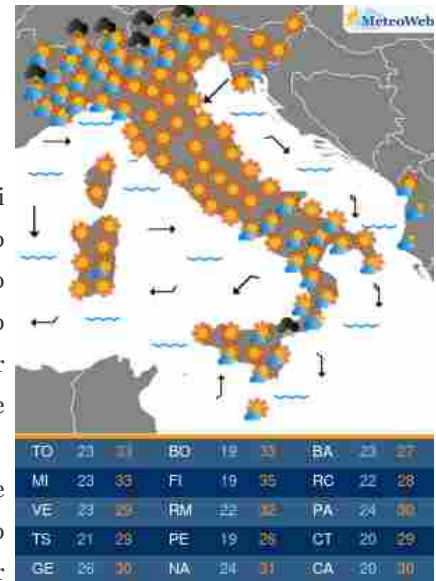 MeteoWeb
i
o
o
o
r
e
e
o
r
TO 23 33 BO 19 33 BA 23 27
MI 23 33 FI 19 35 RC 22 28
VE 23 29 RM 22 32 PA 24 30
TS 21 29 PE 19 26 CT 20 29
GE 26 30 NA 24 31 CA 20 30